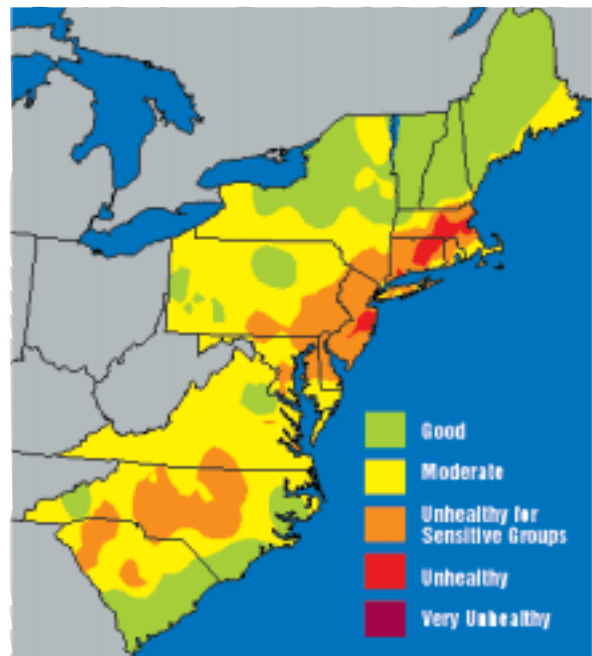 Good
Moderate
Unhealthy for
Sensitive Groups
Unhealthy
Very Unhealthy